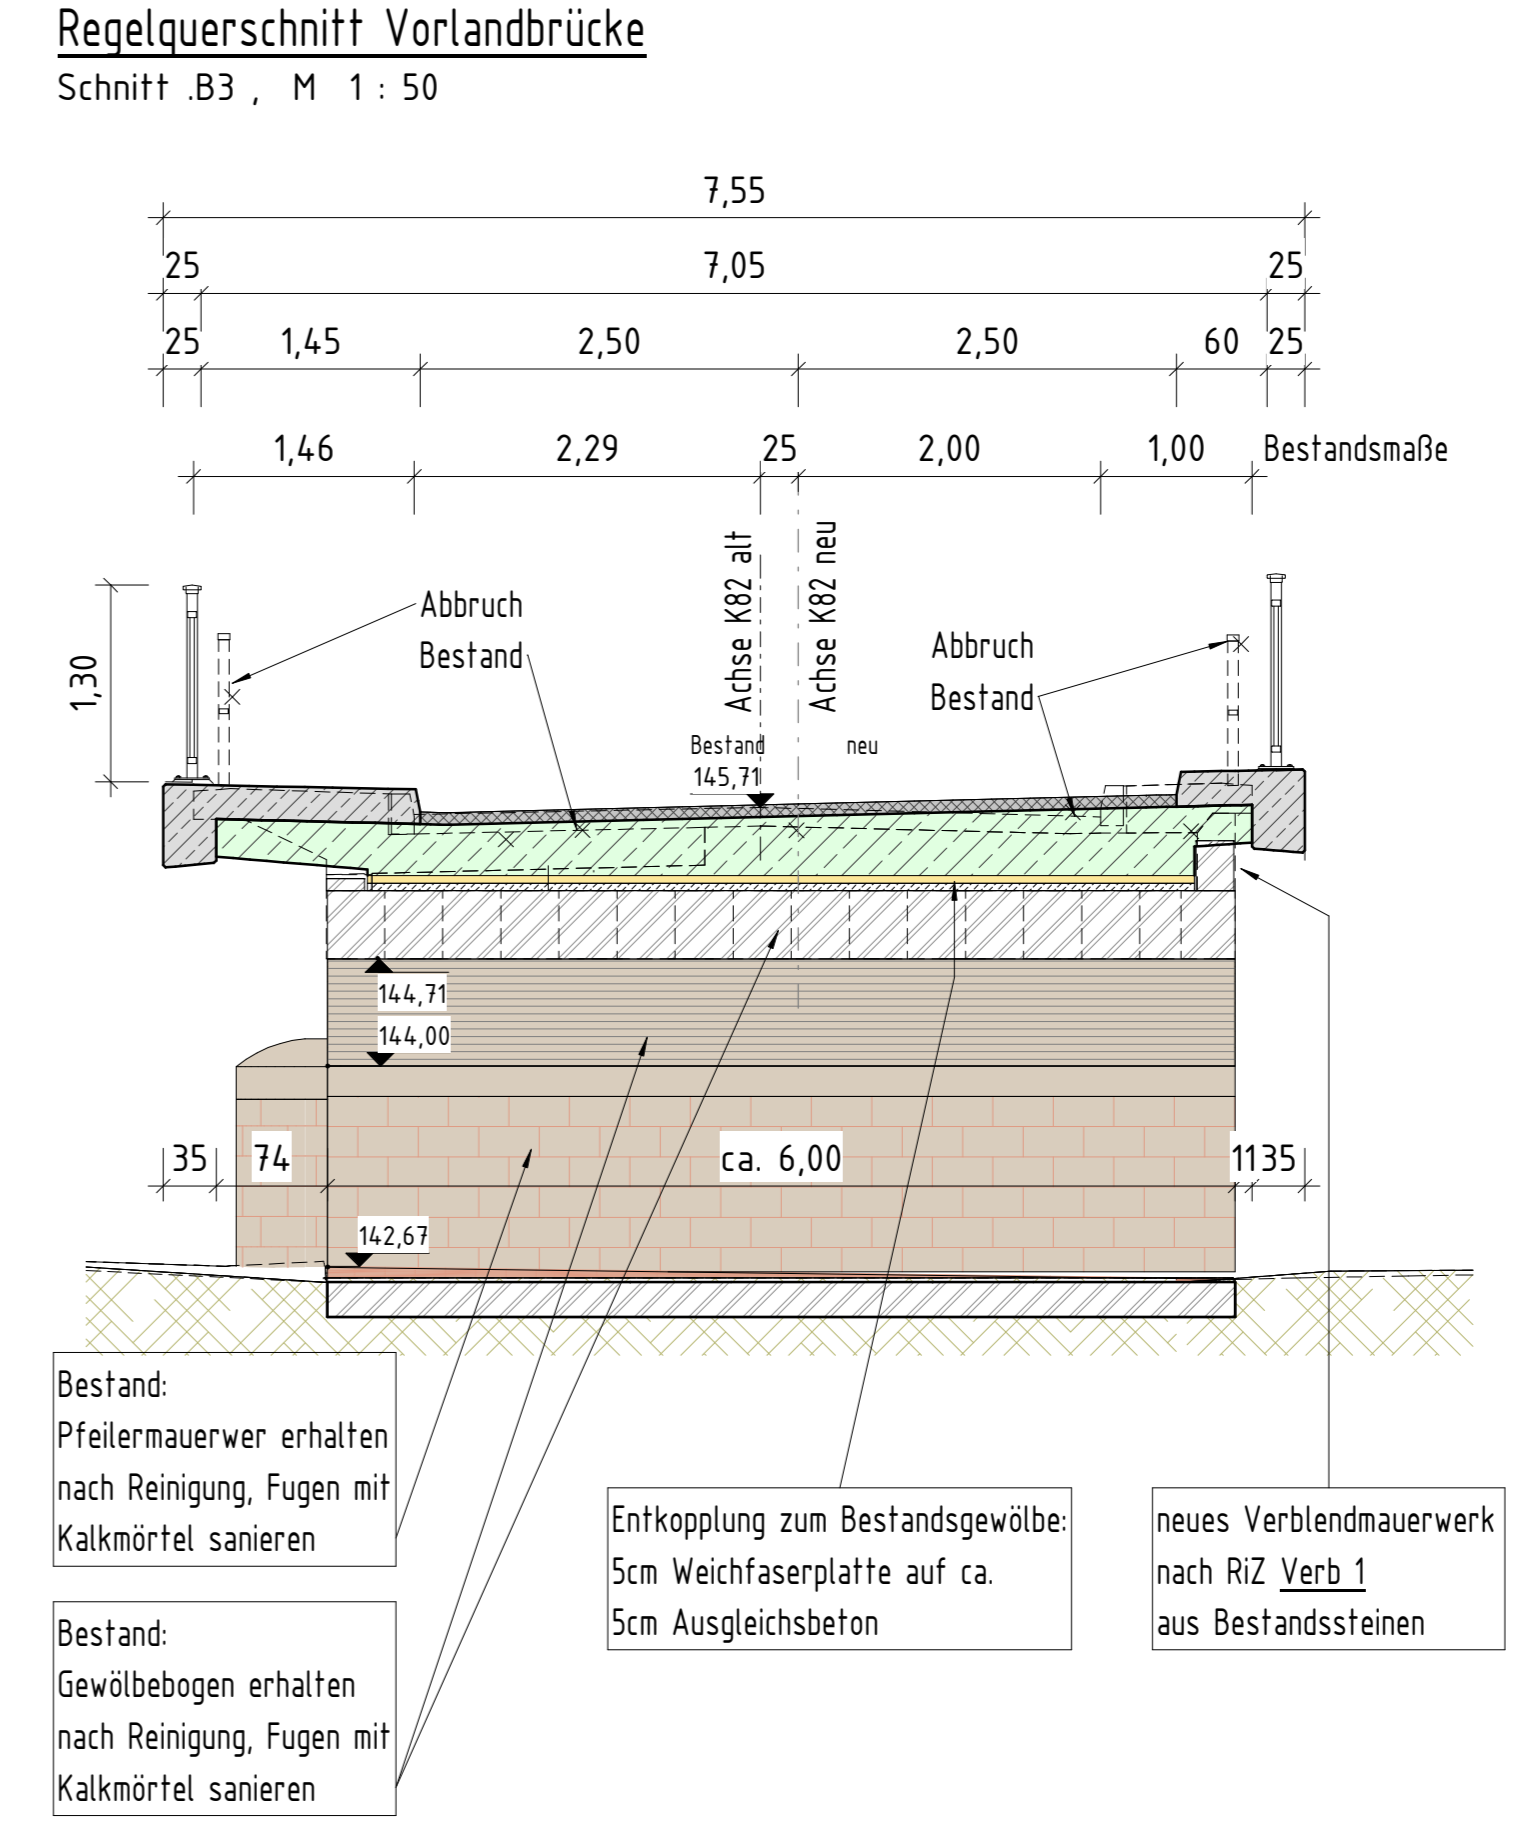 Regelquerschnitt Vorlandbrücke
Schnitt .B3 , M 1 : 50
7,55
25 7,05 25
25 1,45 2,50 2,50 60 25
1,46 2,29 25 2,00 1,00 Bestandsmaße
Achse K82 alt
Achse K82 neu
Abbruch
Bestand
Abbruch
Bestand
1,30
Bestand neu
145,71
144,71
144,00
35 74 ca. 6,00 11 35
142,67
Bestand:
Pfeilermauerwer erhalten
nach Reinigung, Fugen mit
Kalkmörtel sanieren
Entkopplung zum Bestandsgewölbe:
5cm Weichfaserplatte auf ca.
5cm Ausgleichsbeton
neues Verblendmauerwerk
nach RiZ Verb 1
aus Bestandssteinen
Bestand:
Gewölbebogen erhalten
nach Reinigung, Fugen mit
Kalkmörtel sanieren